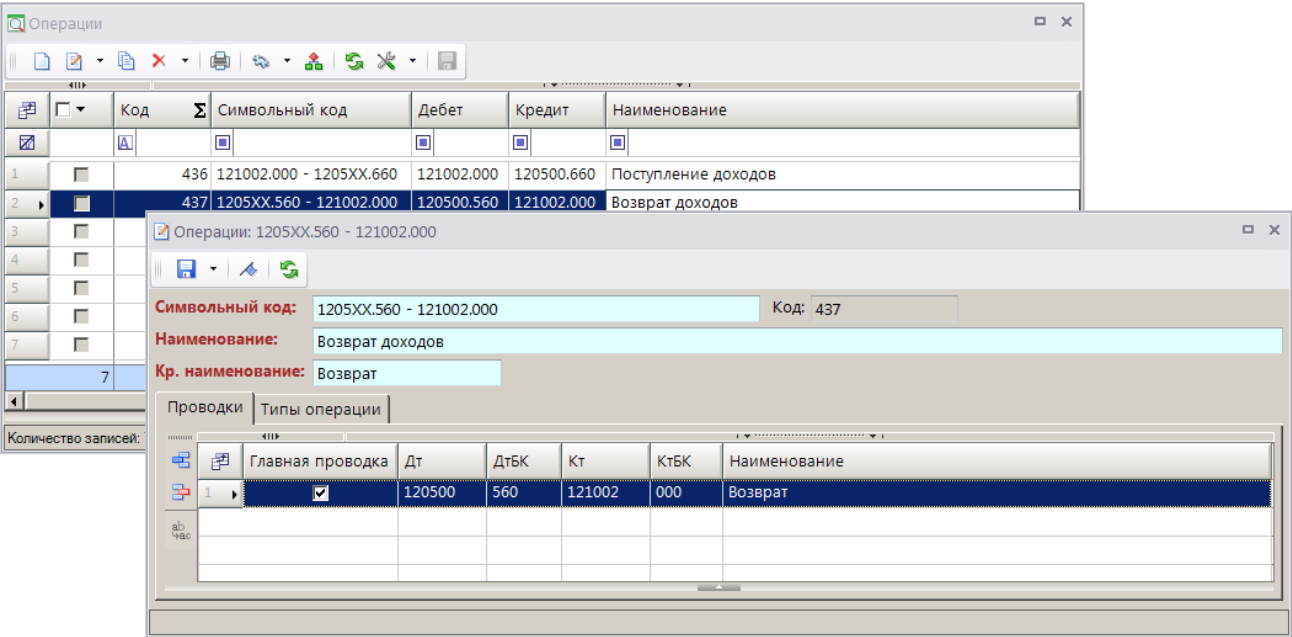 Операции
Код Σ Символьный код Дебет Кредит Наименование
A
1 436 121002.000 - 1205XX.660 121002.000 120500.660 Поступление доходов
2 437 1205XX.560 - 121002.000 120500.560 121002.000 Возврат доходов
3
4
5
6
7
7
Количество записей:
Операции: 1205XX.560 - 121002.000
Символьный код: 1205XX.560 - 121002.000 Код: 437
Наименование: Возврат доходов
Кр. наименование: Возврат
Проводки Типы операции
Главная проводка Дт ДтБК Кт КтБК Наименование
1 120500 560 121002 000 Возврат
ab
ac